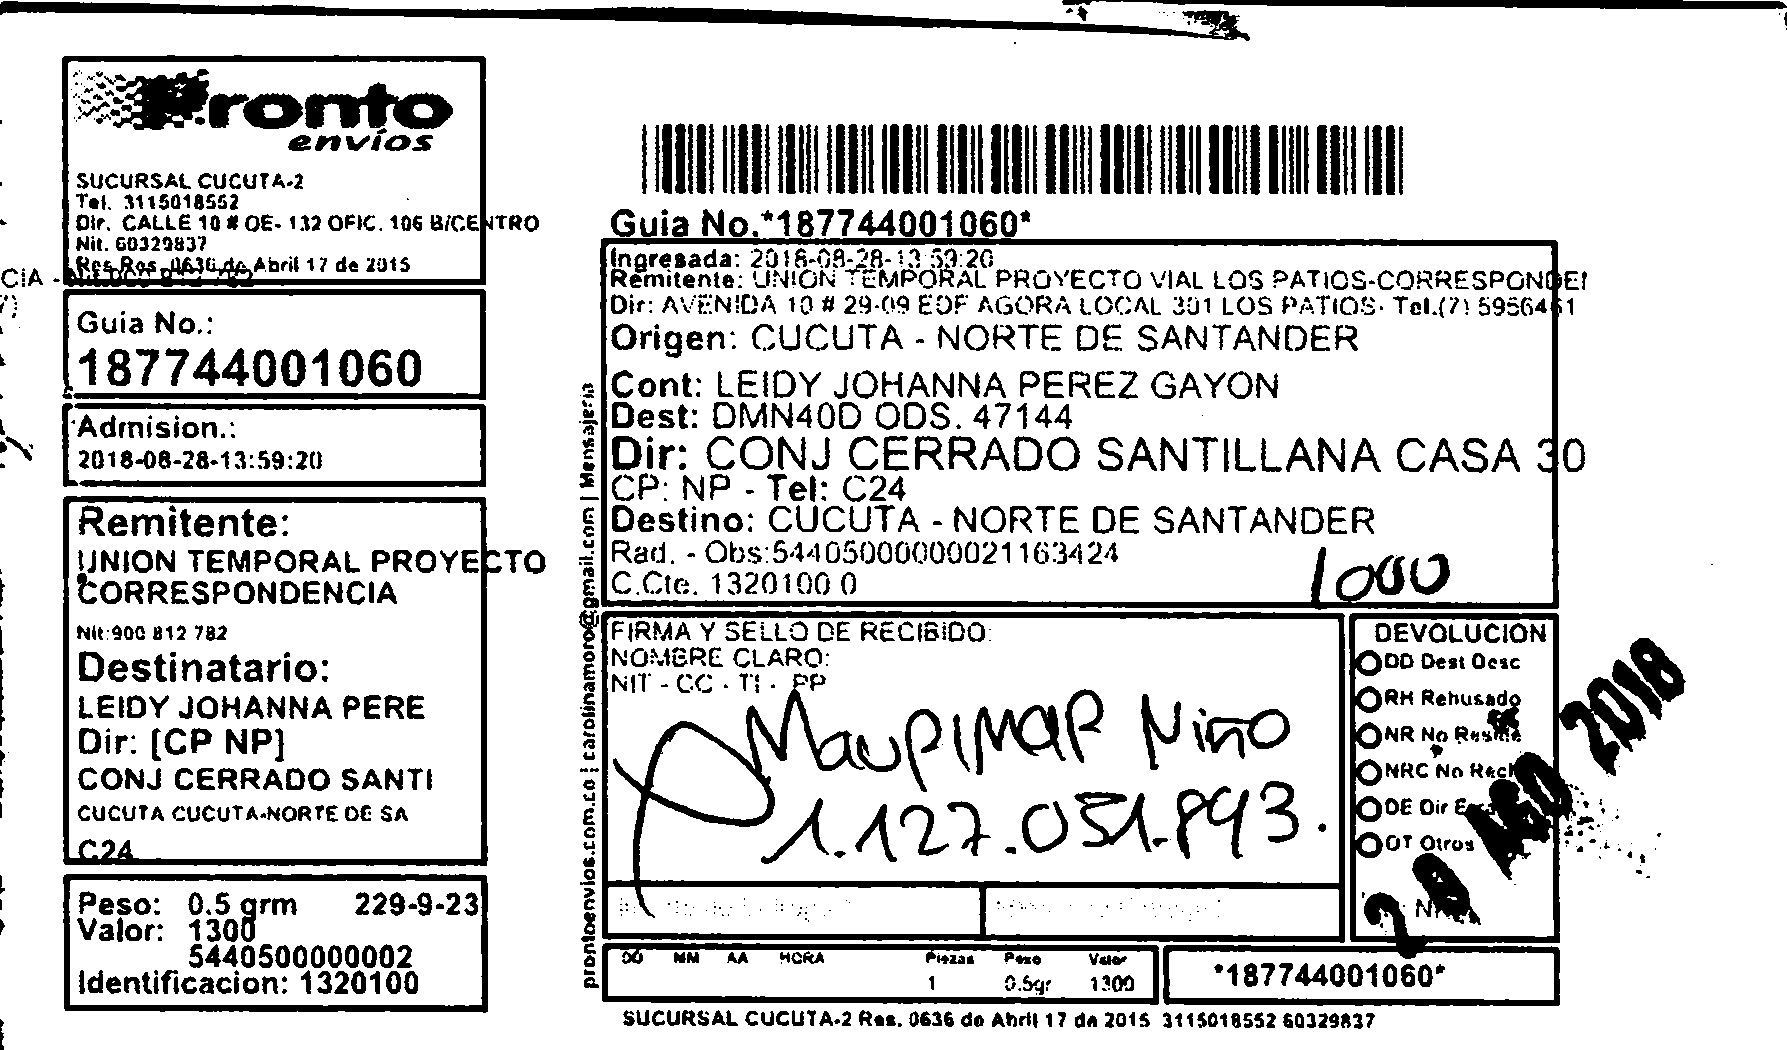 Pronto
envíos
SUCURSAL CUCUTA-2
Tel. 3115018552
Dir. CALLE 10 # OE- 132 OFIC. 106 B/CENTRO
Nit. 60329837
Res Ros 0636 de Abril 17 de 2015
CIA -
Guia No.:
187744001060
Admision.:
2018-08-28-13:59:20
Remitente:
UNION TEMPORAL PROYECTO
CORRESPONDENCIA
Nit:900 812 782
Destinatario:
LEIDY JOHANNA PERE
Dir: [CP NP]
CONJ CERRADO SANTI
CUCUTA CUCUTA-NORTE DE SA
C24
Peso: 0.5 grm 229-9-23
Valor: 1300
5440500000002
Identificacion: 1320100
prontoenvios.com.co | carolinamoro@gmail.com | Mensajeria
Guia No.*187744001060*
Ingresada: 2018-08-28-13:59:20
Remitente: UNION TEMPORAL PROYECTO VIAL LOS PATIOS-CORRESPONDEI
Dir: AVENIDA 10 # 29-09 EDF AGORA LOCAL 301 LOS PATIOS- Tel.(7) 5956461
Origen: CUCUTA - NORTE DE SANTANDER
Cont: LEIDY JOHANNA PEREZ GAYON
Dest: DMN40D ODS. 47144
Dir: CONJ CERRADO SANTILLANA CASA 30
CP: NP - Tel: C24
Destino: CUCUTA - NORTE DE SANTANDER
Rad. - Obs:54405000000021163424
C.Cte. 1320100 0
1000
FIRMA Y SELLO DE RECIBIDO:
NOMBRE CLARO:
NIT - CC - TI - PP
Niño
1.127.051.893.
DEVOLUCION
DD Dest Desc
RH Rehusado
NR No Reside
NRC No Recl
DE Dir E
OT Otros
AGO 2018
DD MM AA HORA Piezas Peso Valor
1 0.5gr 1300
*187744001060*
SUCURSAL CUCUTA-2 Res. 0636 de Abril 17 de 2015 3115018552 60329837